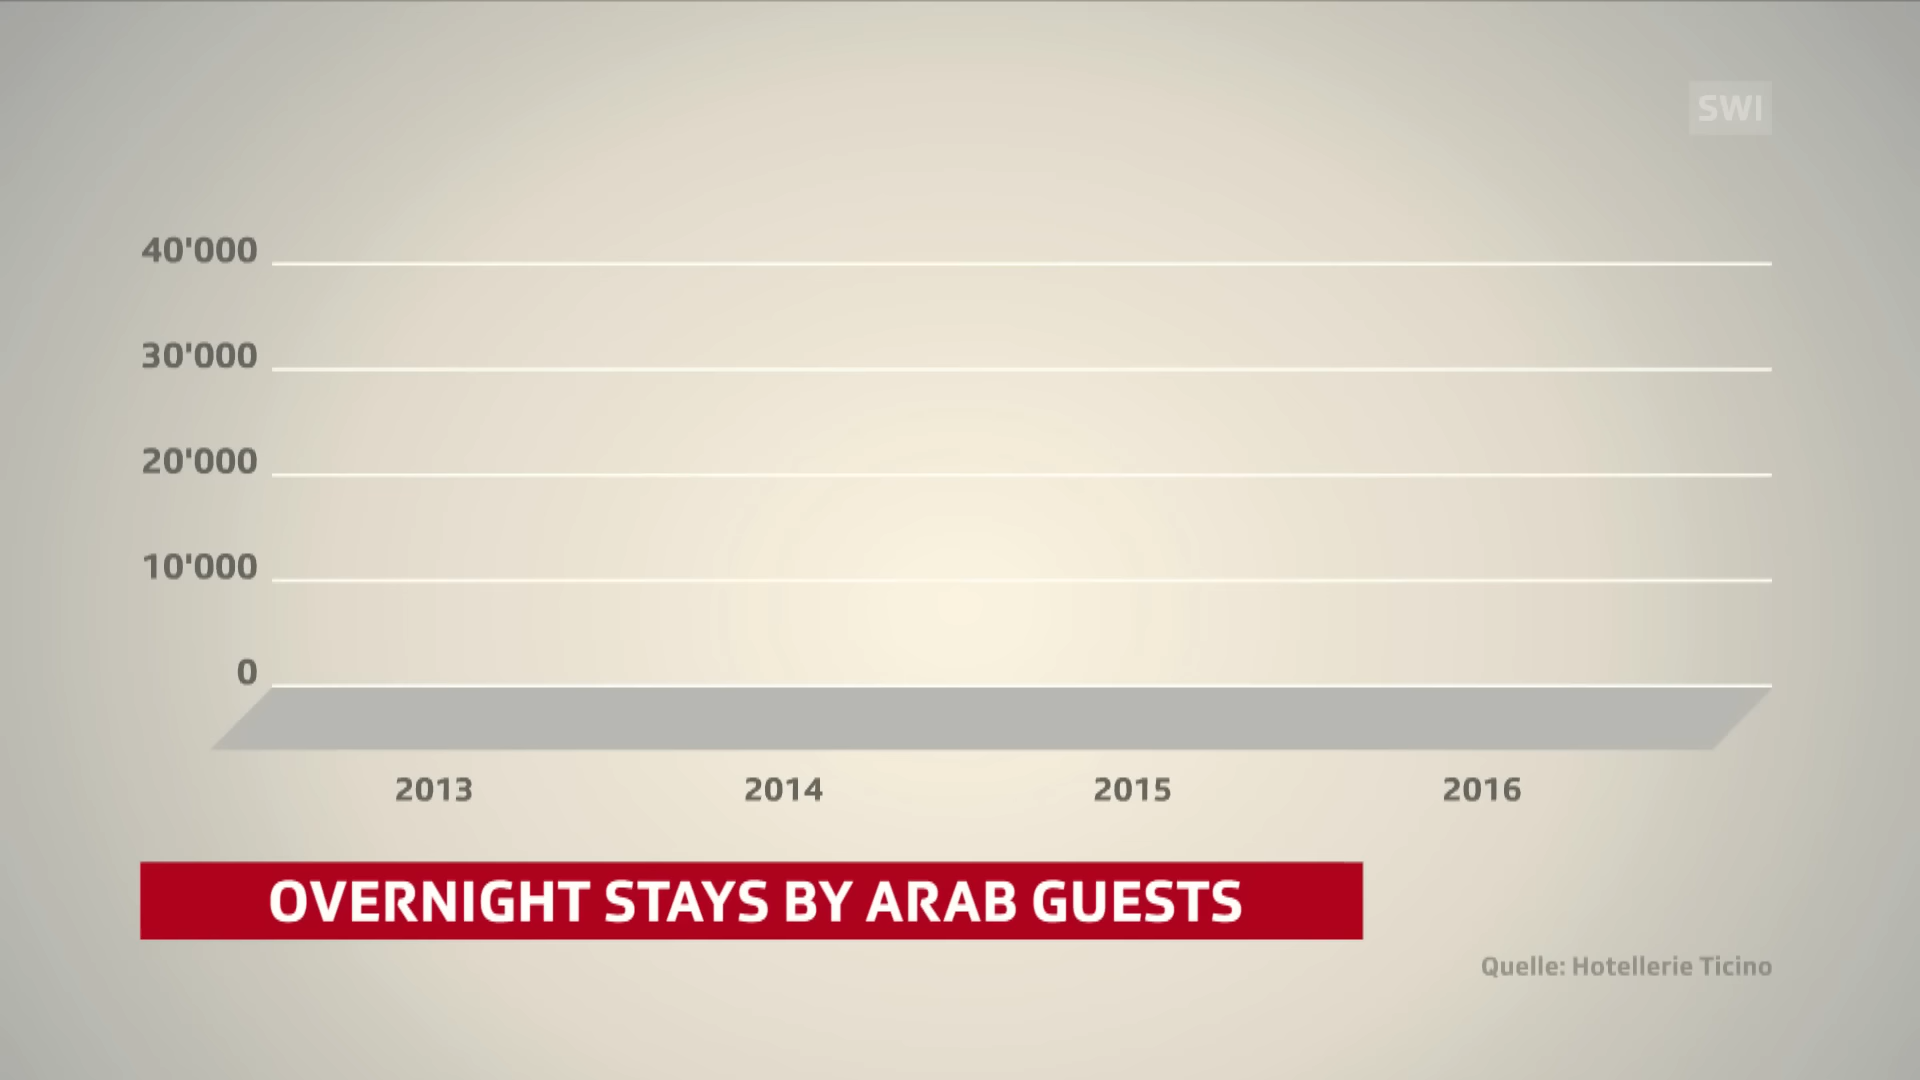 SWI
40'000
30'000
20'000
10'000
0
2013 2014 2015 2016
OVERNIGHT STAYS BY ARAB GUESTS
Quelle: Hotellerie Ticino